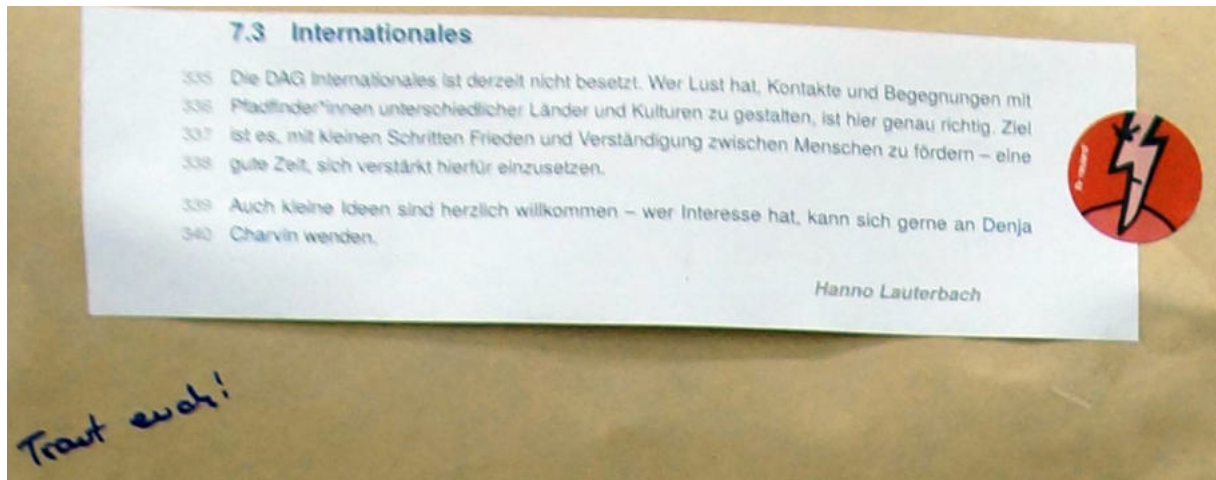 7.3 Internationales
335 Die DAG Internationales ist derzeit nicht besetzt. Wer Lust hat, Kontakte und Begegnungen mit
336 Pfadfinder*innen unterschiedlicher Länder und Kulturen zu gestalten, ist hier genau richtig. Ziel
337 ist es, mit kleinen Schritten Frieden und Verständigung zwischen Menschen zu fördern – eine
338 gute Zeit, sich verstärkt hierfür einzusetzen.
339 Auch kleine Ideen sind herzlich willkommen – wer Interesse hat, kann sich gerne an Denja
340 Charvin wenden.
Hanno Lauterbach
Traut euch!